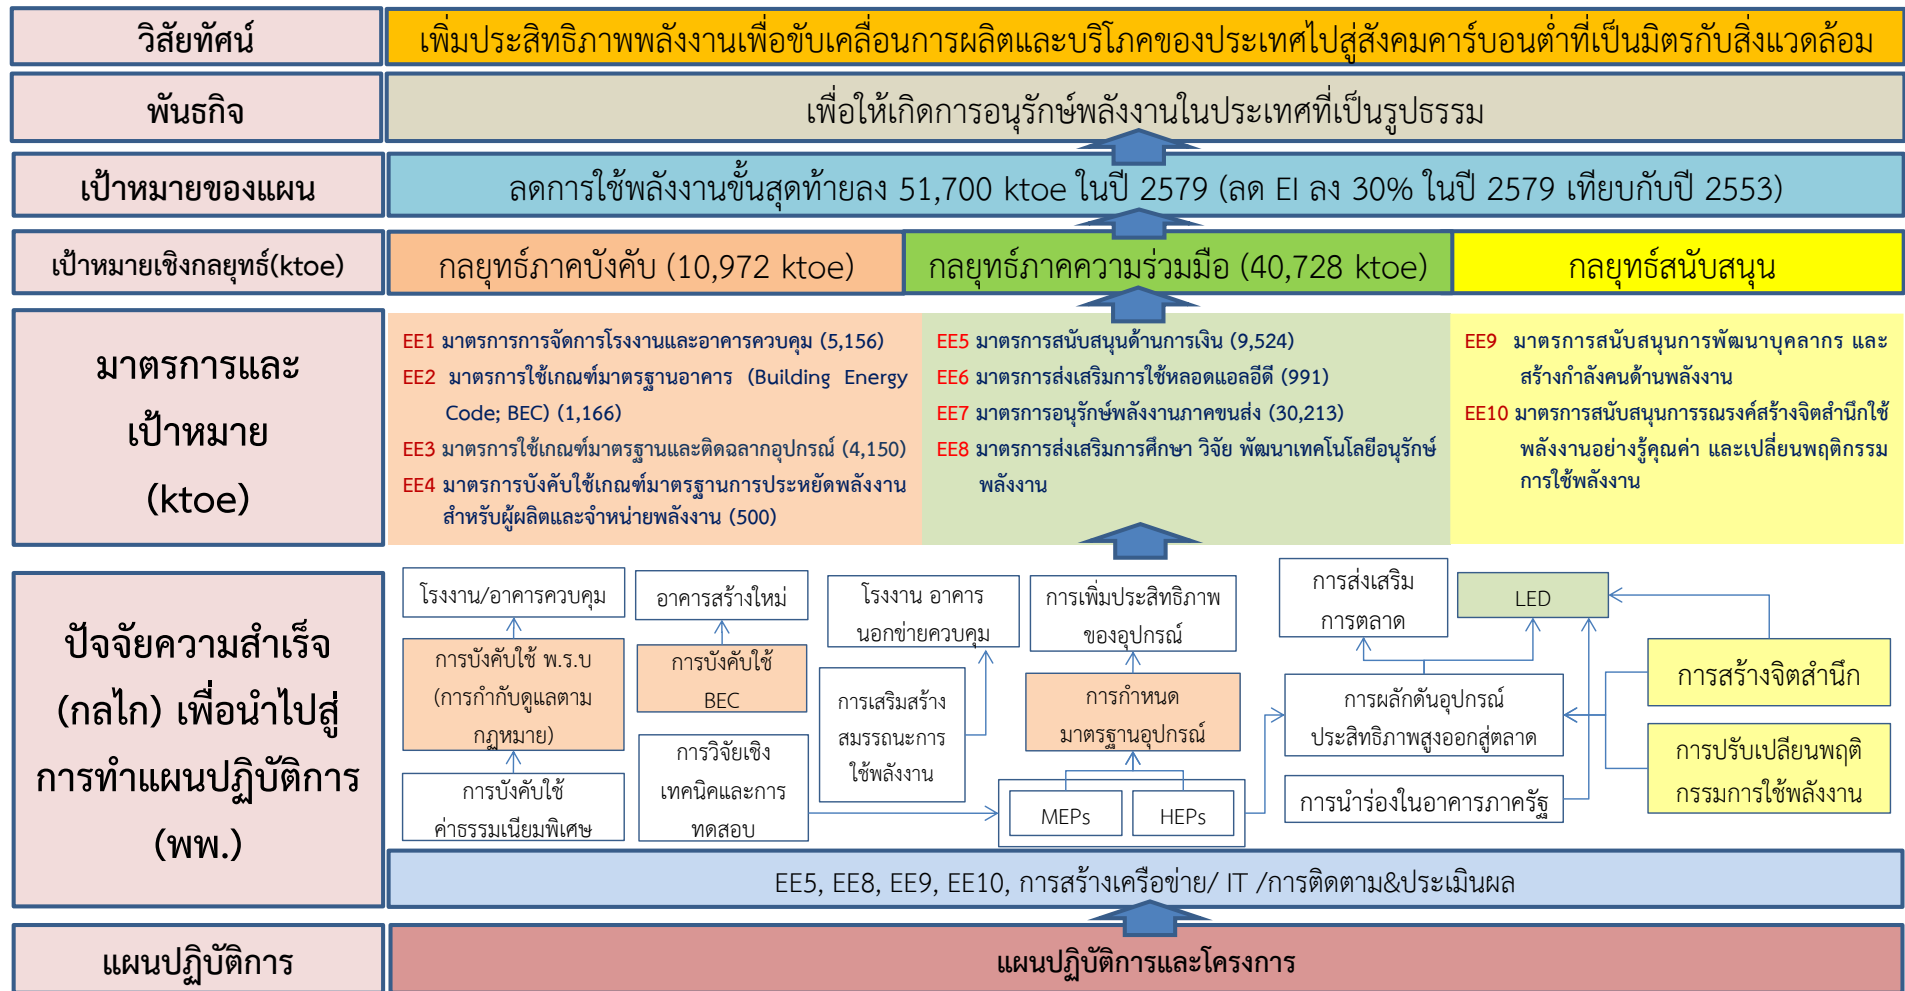 วิสัยทัศน์
เพิ่มประสิทธิภาพพลังงานเพื่อขับเคลื่อนการผลิตและบริโภคของประเทศไปสู่สังคมคาร์บอนต่ำที่เป็นมิตรกับสิ่งแวดล้อม
พันธกิจ
เพื่อให้เกิดการอนุรักษ์พลังงานในประเทศที่เป็นรูปธรรม
เป้าหมายของแผน
ลดการใช้พลังงานขั้นสุดท้ายลง 51,700 ktoe ในปี 2579 (ลด EI ลง 30% ในปี 2579 เทียบกับปี 2553)
เป้าหมายเชิงกลยุทธ์(ktoe)
กลยุทธ์ภาคบังคับ (10,972 ktoe)
กลยุทธ์ภาคความร่วมมือ (40,728 ktoe)
กลยุทธ์สนับสนุน
มาตรการและ
เป้าหมาย
(ktoe)
EE1 มาตรการการจัดการโรงงานและอาคารควบคุม (5,156)
EE2 มาตรการใช้เกณฑ์มาตรฐานอาคาร (Building Energy
Code; BEC) (1,166)
EE3 มาตรการใช้เกณฑ์มาตรฐานและติดฉลากอุปกรณ์ (4,150)
EE4 มาตรการบังคับใช้เกณฑ์มาตรฐานการประหยัดพลังงาน
สำหรับผู้ผลิตและจำหน่ายพลังงาน (500)
EE5 มาตรการสนับสนุนด้านการเงิน (9,524)
EE6 มาตรการส่งเสริมการใช้หลอดแอลอีดี (991)
EE7 มาตรการอนุรักษ์พลังงานภาคขนส่ง (30,213)
EE8 มาตรการส่งเสริมการศึกษา วิจัย พัฒนาเทคโนโลยีอนุรักษ์
พลังงาน
EE9 มาตรการสนับสนุนการพัฒนาบุคลากร และ
สร้างกำลังคนด้านพลังงาน
EE10 มาตรการสนับสนุนการรณรงค์สร้างจิตสำนึกใช้
พลังงานอย่างรู้คุณค่า และเปลี่ยนพฤติกรรม
การใช้พลังงาน
ปัจจัยความสำเร็จ
(กลไก) เพื่อนำไปสู่
การทำแผนปฏิบัติการ
(พพ.)
โรงงาน/อาคารควบคุม
การบังคับใช้ พ.ร.บ
(การกำกับดูแลตาม
กฎหมาย)
การบังคับใช้
ค่าธรรมเนียมพิเศษ
อาคารสร้างใหม่
การบังคับใช้
BEC
การวิจัยเชิง
เทคนิคและการ
ทดสอบ
โรงงาน อาคาร
นอกข่ายควบคุม
การเสริมสร้าง
สมรรถนะการ
ใช้พลังงาน
การเพิ่มประสิทธิภาพ
ของอุปกรณ์
การกำหนด
มาตรฐานอุปกรณ์
MEPs
HEPs
การส่งเสริม
การตลาด
LED
การผลักดันอุปกรณ์
ประสิทธิภาพสูงออกสู่ตลาด
การนำร่องในอาคารภาครัฐ
การสร้างจิตสำนึก
การปรับเปลี่ยนพฤติ
กรรมการใช้พลังงาน
EE5, EE8, EE9, EE10, การสร้างเครือข่าย/ IT /การติดตาม&ประเมินผล
แผนปฏิบัติการ
แผนปฏิบัติการและโครงการ